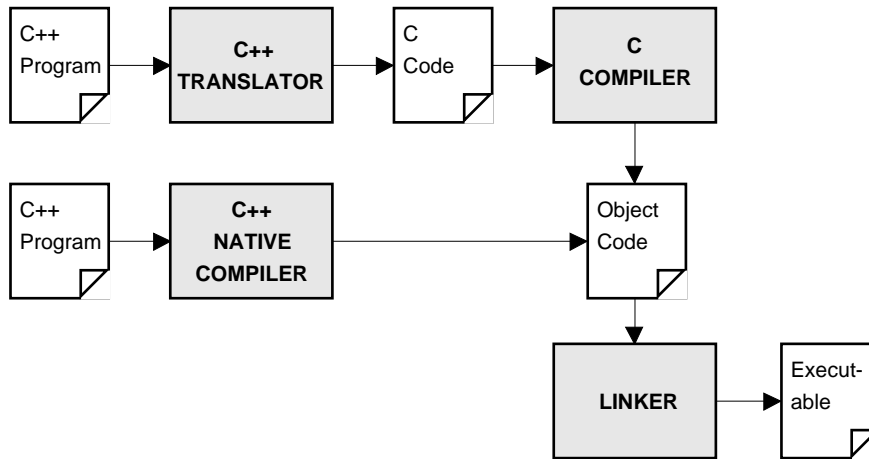 C++
Program
C++
TRANSLATOR
C
Code
C
COMPILER
C++
Program
C++
NATIVE
COMPILER
Object
Code
LINKER
Execut-
able